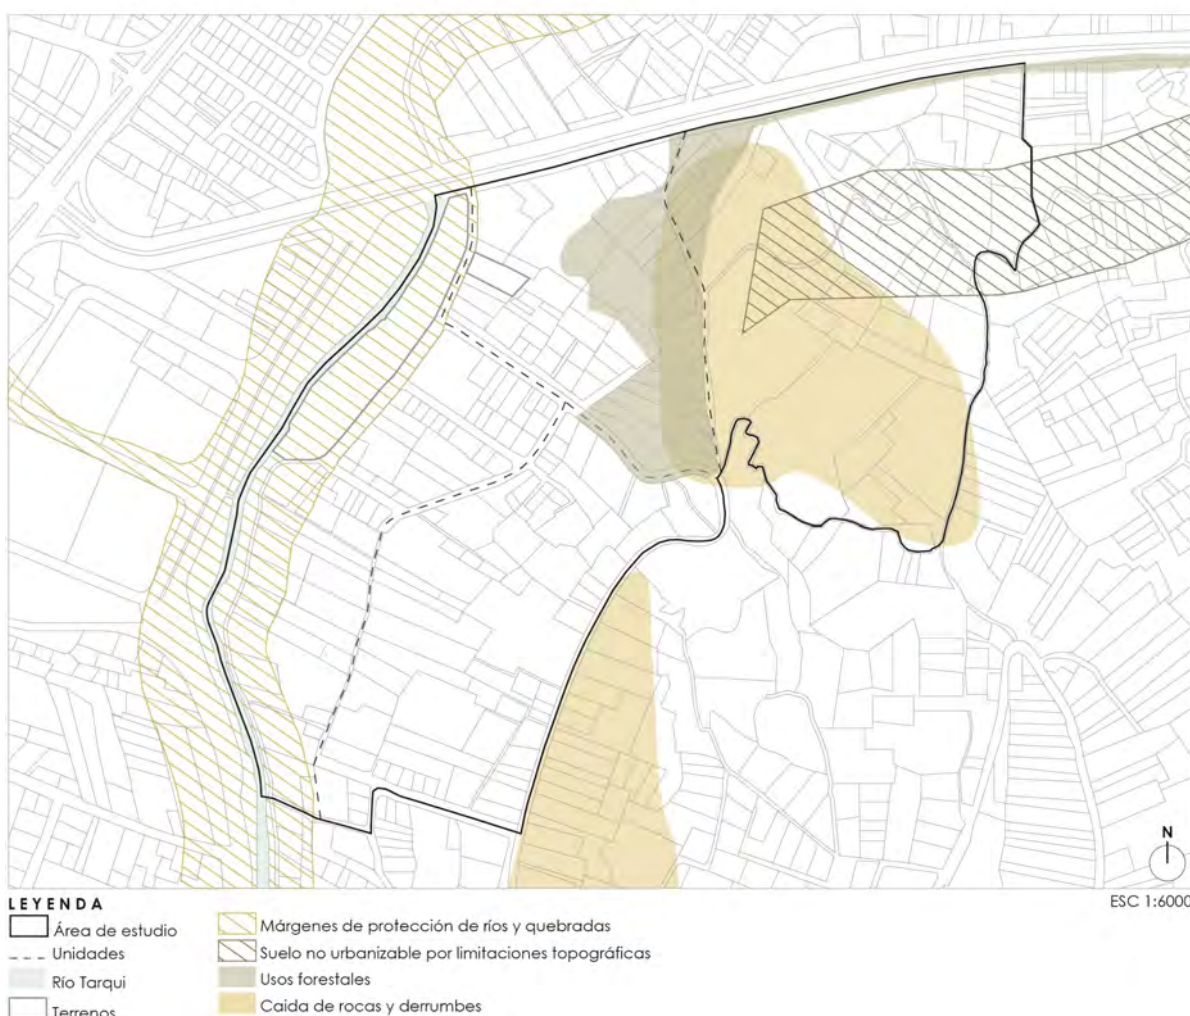 N
ESC 1:6000
LEYENDA
Área de estudio
Unidades
Río Tarqui
Terrenos
Márgenes de protección de ríos y quebradas
Suelo no urbanizable por limitaciones topográficas
Usos forestales
Caida de rocas y derrumbes